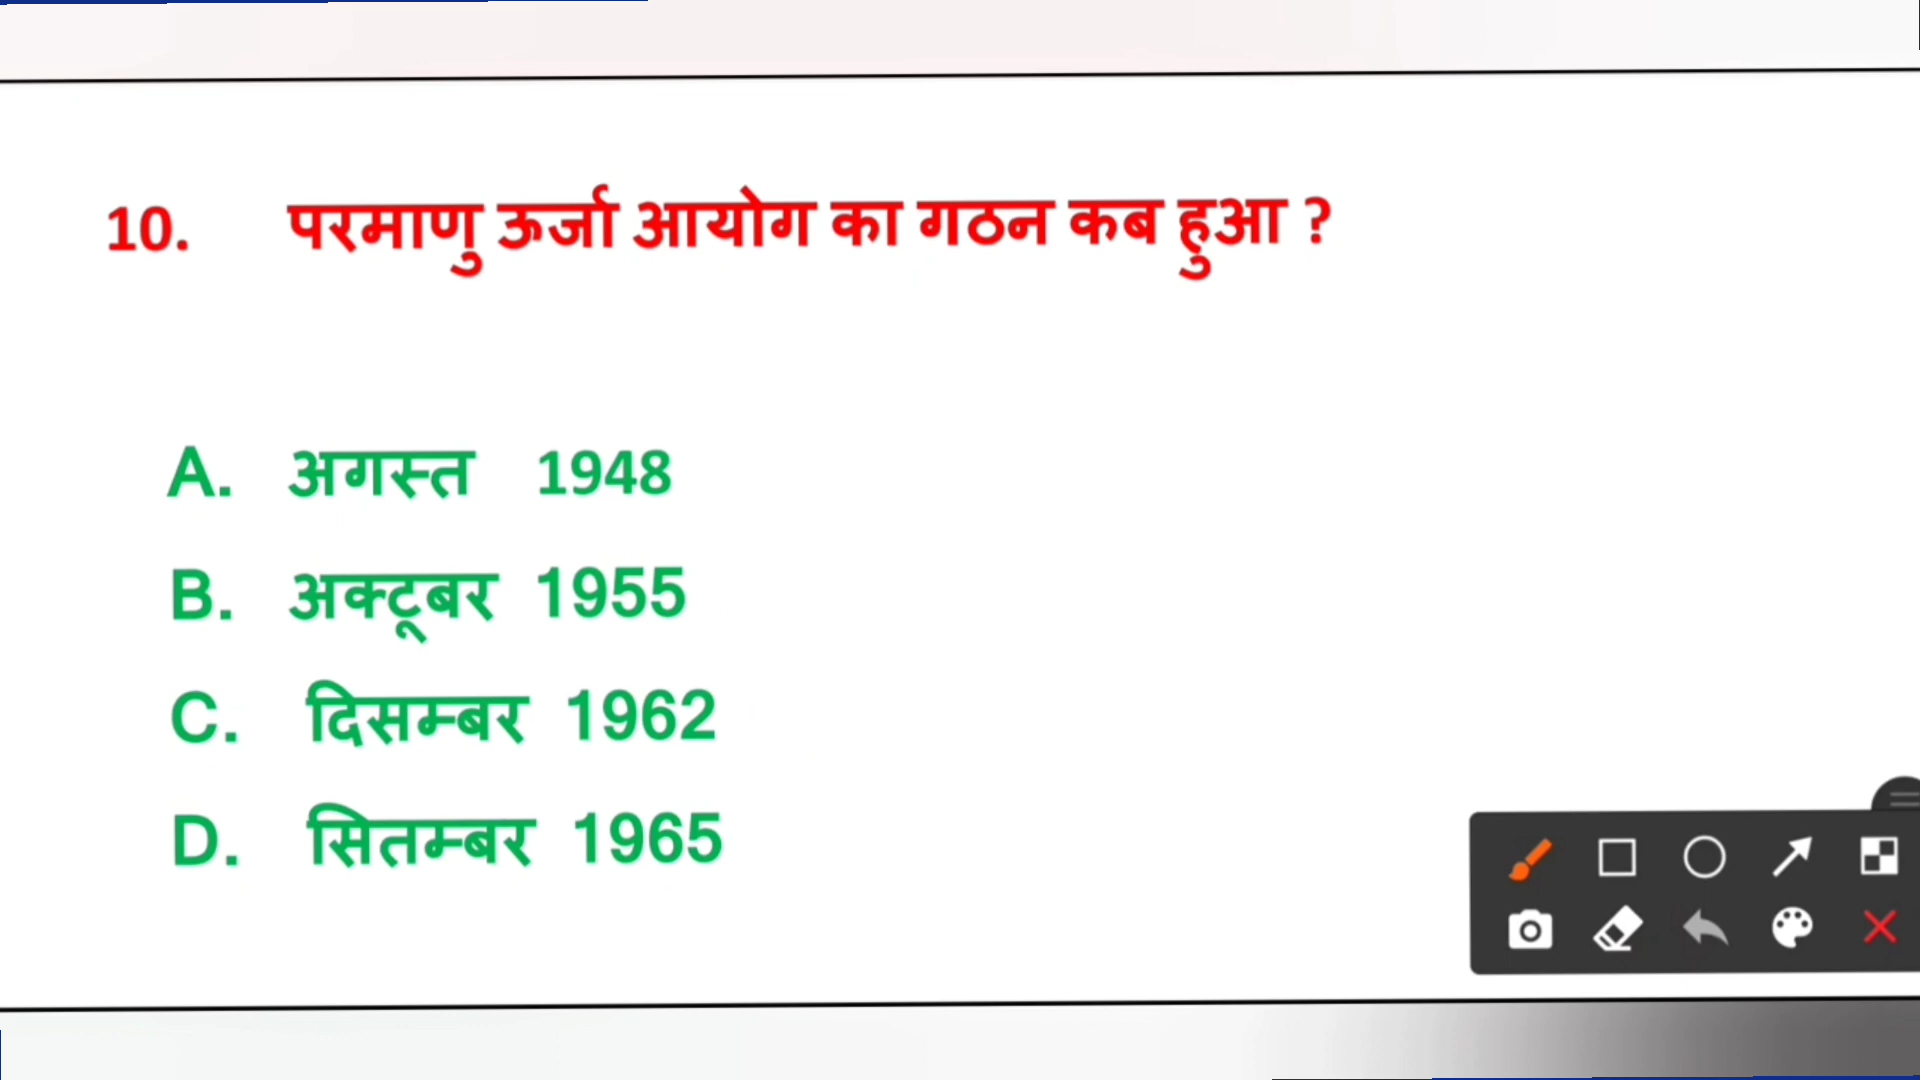 10. परमाणु ऊर्जा आयोग का गठन कब हुआ ?
A. अगस्त 1948
B. अक्टूबर 1955
C. दिसम्बर 1962
D. सितम्बर 1965